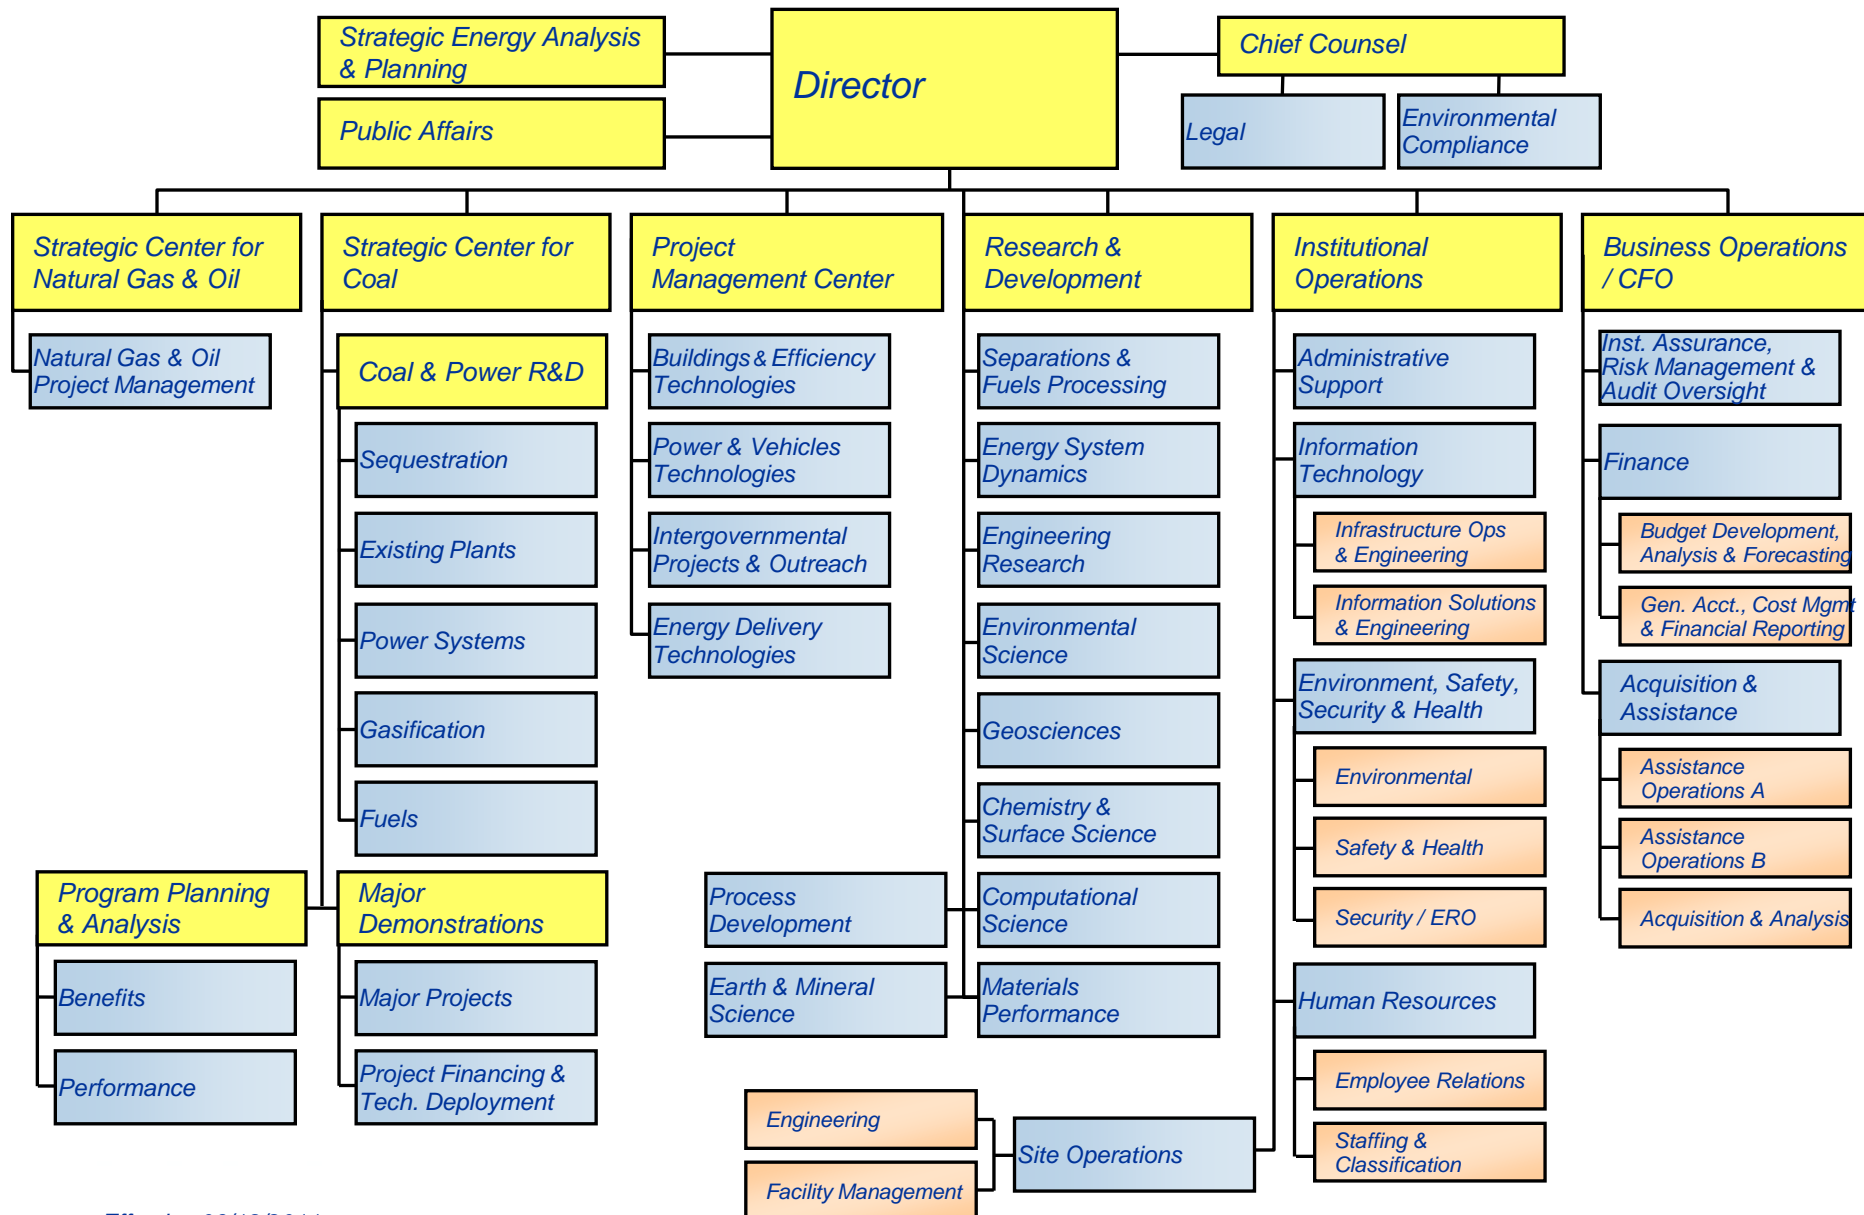 Strategic Energy Analysis
& Planning
Public Affairs
Director
Chief Counsel
Legal
Environmental
Compliance
Strategic Center for
Natural Gas & Oil
Natural Gas & Oil
Project Management
Strategic Center for
Coal
Coal & Power R&D
Sequestration
Existing Plants
Power Systems
Gasification
Fuels
Program Planning
& Analysis
Benefits
Performance
Major
Demonstrations
Major Projects
Project Financing &
Tech. Deployment
Project
Management Center
Buildings & Efficiency
Technologies
Power & Vehicles
Technologies
Intergovernmental
Projects & Outreach
Energy Delivery
Technologies
Research &
Development
Separations &
Fuels Processing
Energy System
Dynamics
Engineering
Research
Environmental
Science
Geosciences
Chemistry &
Surface Science
Process
Development
Computational
Science
Earth & Mineral
Science
Materials
Performance
Institutional
Operations
Administrative
Support
Information
Technology
Infrastructure Ops
& Engineering
Information Solutions
& Engineering
Environment, Safety,
Security & Health
Environmental
Safety & Health
Security / ERO
Human Resources
Employee Relations
Staffing &
Classification
Site Operations
Engineering
Facility Management
Business Operations
/ CFO
Inst. Assurance,
Risk Management &
Audit Oversight
Finance
Budget Development,
Analysis & Forecasting
Gen. Acct., Cost Mgmt
& Financial Reporting
Acquisition &
Assistance
Assistance
Operations A
Assistance
Operations B
Acquisition & Analysis